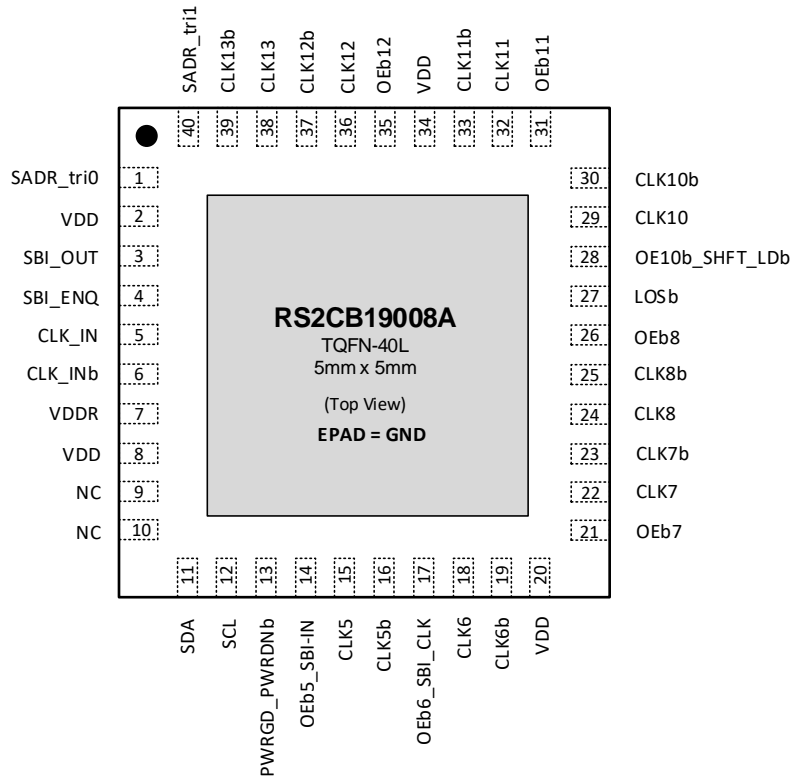 SADR_tri1
CLK13b
CLK13
CLK12b
CLK12
OEb12
VDD
CLK11b
CLK11
OEb11
40
39
38
37
36
35
34
33
32
31
SADR_tri0 1
VDD 2
SBI_OUT 3
SBI_ENQ 4
CLK_IN 5
CLK_INb 6
VDDR 7
VDD 8
NC 9
NC 10
RS2CB19008A
TQFN-40L
5mm x 5mm
(Top View)
EPAD = GND
30 CLK10b
29 CLK10
28 OE10b_SHFT_LDb
27 LOSb
26 OEb8
25 CLK8b
24 CLK8
23 CLK7b
22 CLK7
21 OEb7
11
12
13
14
15
16
17
18
19
20
SDA
SCL
PWRGD_PWRDNb
OEb5_SBI-IN
CLK5
CLK5b
OEb6_SBI_CLK
CLK6
CLK6b
VDD